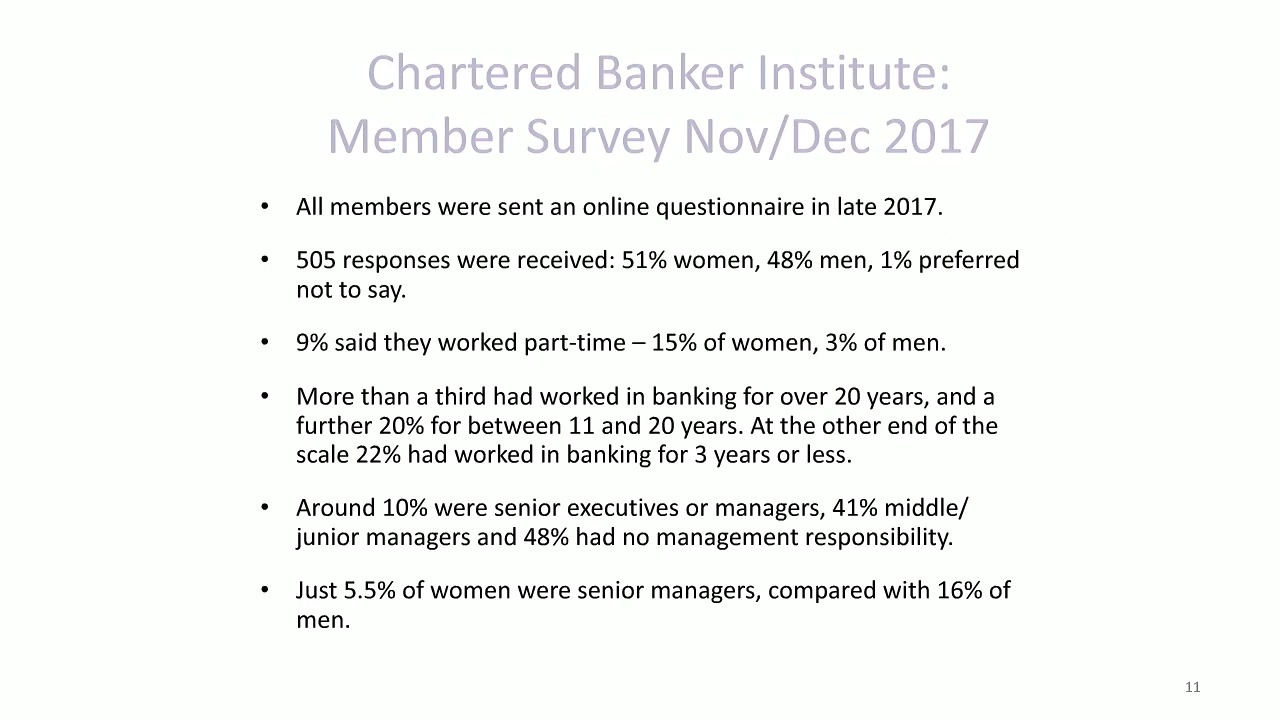 Chartered Banker Institute:
Member Survey Nov/Dec 2017
• All members were sent an online questionnaire in late 2017.
• 505 responses were received: 51% women, 48% men, 1% preferred
not to say.
• 9% said they worked part-time – 15% of women, 3% of men.
• More than a third had worked in banking for over 20 years, and a
further 20% for between 11 and 20 years. At the other end of the
scale 22% had worked in banking for 3 years or less.
• Around 10% were senior executives or managers, 41% middle/
junior managers and 48% had no management responsibility.
• Just 5.5% of women were senior managers, compared with 16% of
men.
11